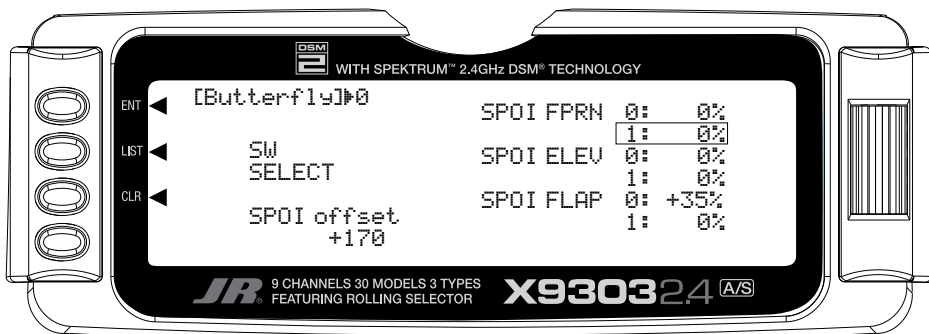 DSM
2
WITH SPEKTRUM™ 2.4GHz DSM® TECHNOLOGY
ENT
LIST
CLR
[Butterfly]▶0
SW
SELECT
SPOI offset
+170
SPOI FPRN 0: 0%
1: 0%
SPOI ELEV 0: 0%
1: 0%
SPOI FLAP 0: +35%
1: 0%
JR®
9 CHANNELS 30 MODELS 3 TYPES
FEATURING ROLLING SELECTOR
X9303 2.4 A/S